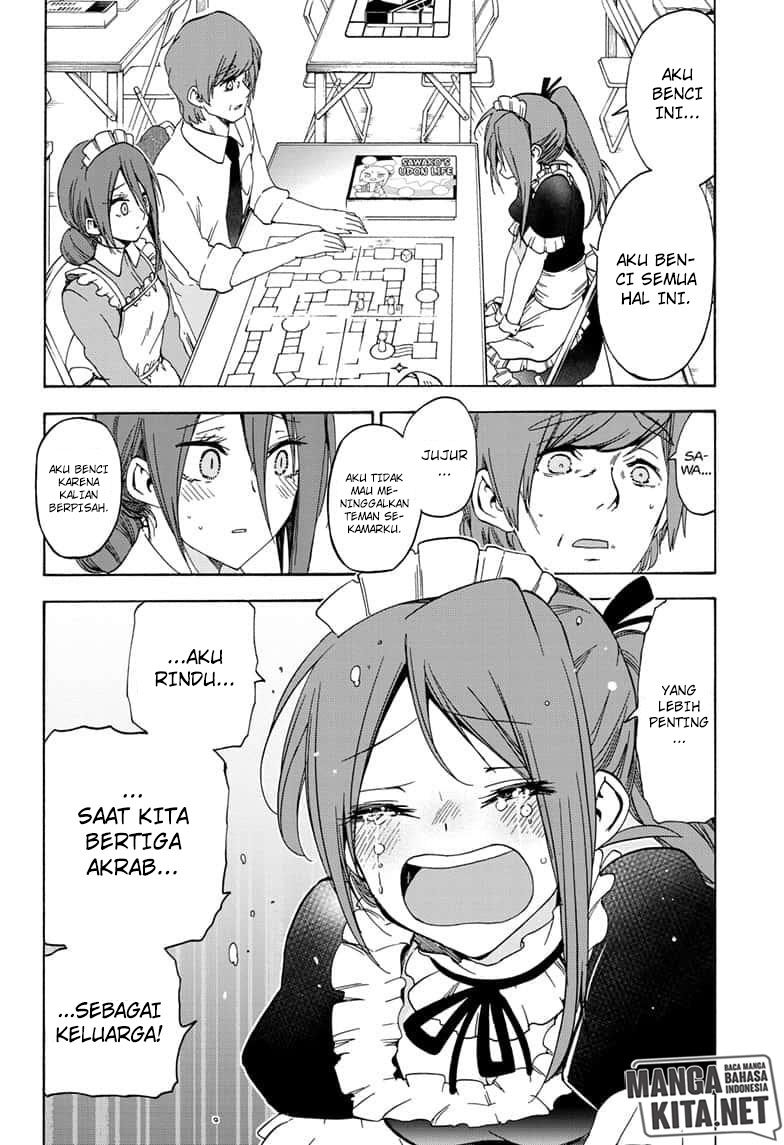 AKU
BENCI
INI...
SAWAKO'S
UDON LIFE
AKU BEN-
CI SEMUA
HAL INI.
SA-
WA...
JUJUR
...
AKU TIDAK
MAU ME-
NINGGALKAN
TEMAN SE-
KAMARKU.
AKU BENCI
KARENA
KALIAN
BERPISAH.
YANG
LEBIH
PENTING
...
...AKU
RINDU...
...
SAAT KITA
BERTIGA
AKRAB...
...SEBAGAI
KELUARGA!
MANGA
BACA MANGA
BAHASA
INDONESIA
KITA.NET